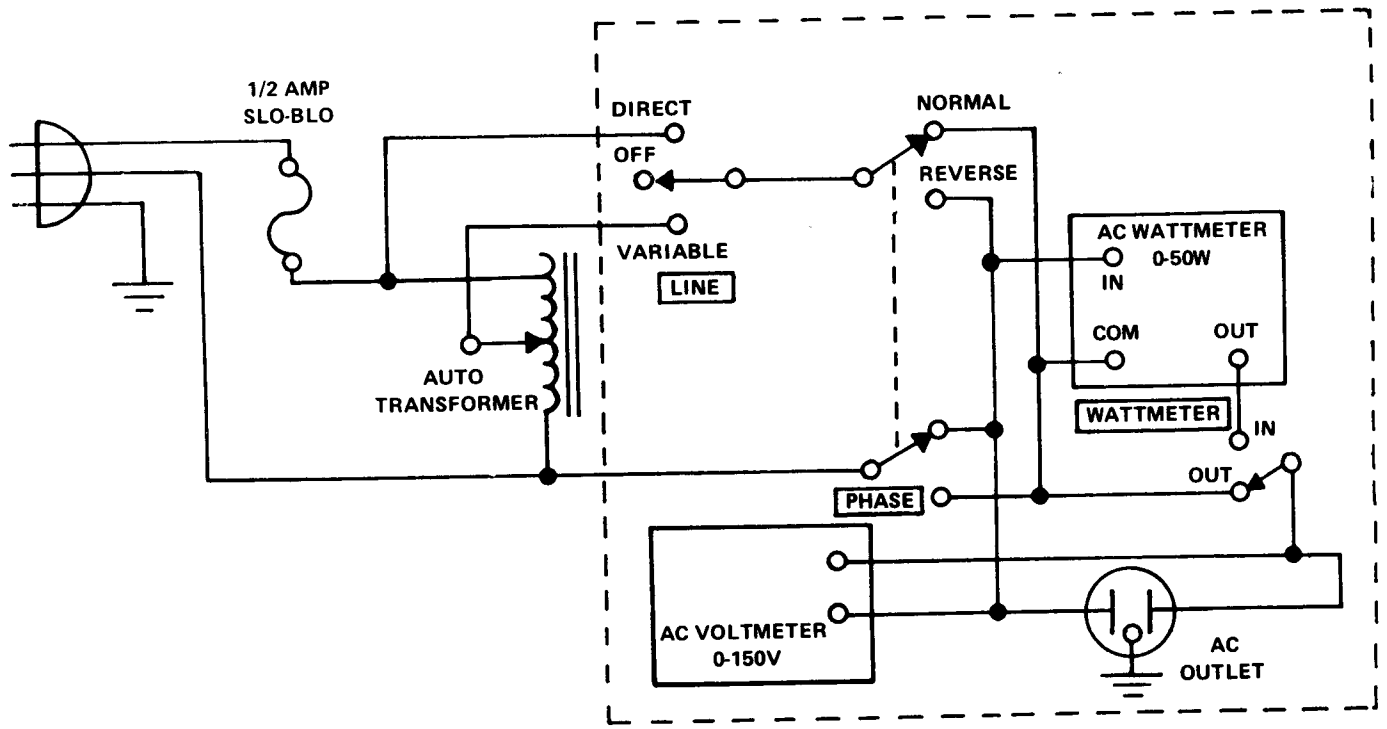 1/2 AMP
SLO-BLO
DIRECT
OFF
VARIABLE
LINE
NORMAL
REVERSE
AC WATTMETER
0-50W
IN
COM
OUT
WATTMETER
IN
OUT
AUTO
TRANSFORMER
PHASE
AC VOLTMETER
0-150V
AC
OUTLET